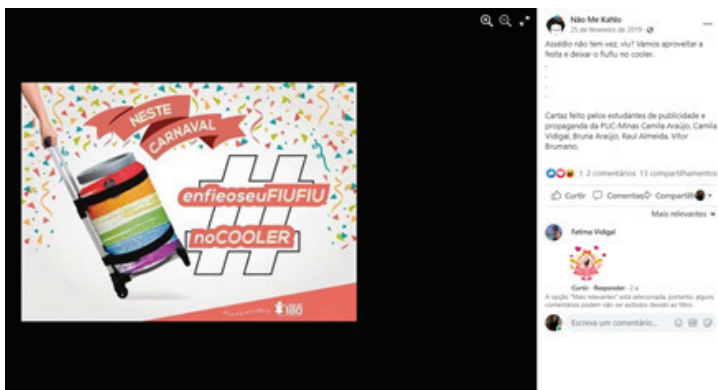 NESTE
CARNAVAL
#
enfieoseuFIUFIU
noCOOLER
180
Não Me Kahlo
25 de fevereiro de 2019
Assédio não tem vez, viu? Vamos aproveitar a
festa e deixar o fiufiu no cooler.
.
.
.
.
Cartaz feito pelos estudantes de publicidade e
propaganda da PUC-Minas Camila Araújo, Camila
Vidigal, Bruna Araújo, Raul Almeida, Vitor
Brumano.
2 comentários 13 compartilhamentos
Curtir Comentar Compartilh
Mais relevantes
Fatima Vidigal
Curtir · Responder · 2 a
A opção "Mais relevantes" está selecionada, portanto, alguns
comentários podem não ser exibidos devido ao filtro.
Escreva um comentário...